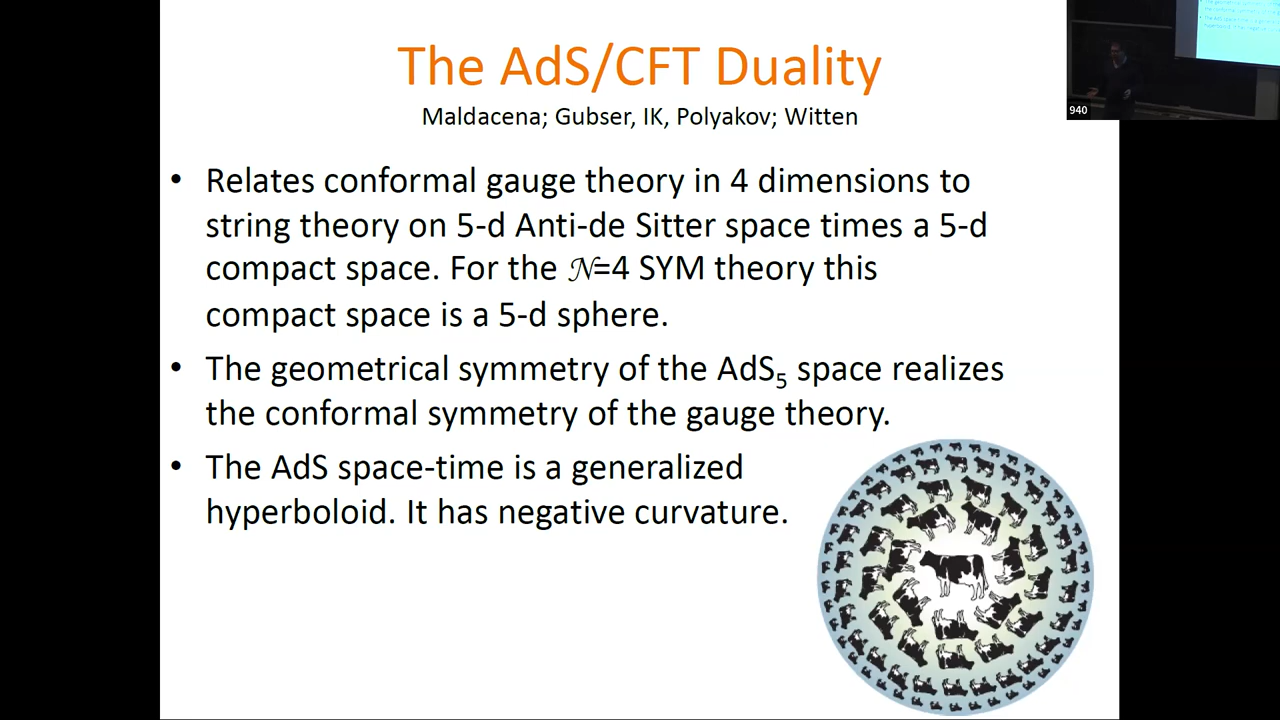 The AdS/CFT Duality
Maldacena; Gubser, IK, Polyakov; Witten
• Relates conformal gauge theory in 4 dimensions to
string theory on 5-d Anti-de Sitter space times a 5-d
compact space. For the 𝒩=4 SYM theory this
compact space is a 5-d sphere.
• The geometrical symmetry of the AdS₅ space realizes
the conformal symmetry of the gauge theory.
• The AdS space-time is a generalized
hyperboloid. It has negative curvature.
940